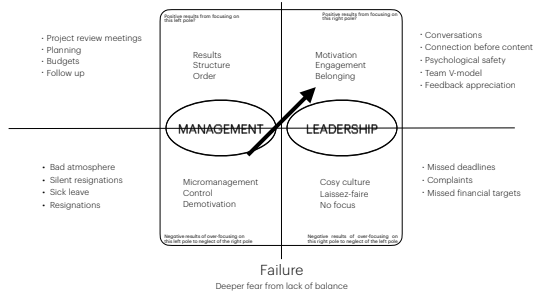 Positive results from focusing on
this left pole?
Positive results from focusing on
this right pole?
· Project review meetings
· Planning
· Budgets
· Follow up
Results
Structure
Order
Motivation
Engagement
Belonging
· Conversations
· Connection before content
· Psychological safety
· Team V-model
· Feedback appreciation
MANAGEMENT
LEADERSHIP
• Bad atmosphere
• Silent resignations
• Sick leave
• Resignations
Micromanagement
Control
Demotivation
Cosy culture
Laissez-faire
No focus
· Missed deadlines
· Complaints
· Missed financial targets
Negative results of over-focusing on
this left pole to neglect of the right pole
Negative results of over-focusing on
this right pole to neglect of the left pole
Failure
Deeper fear from lack of balance